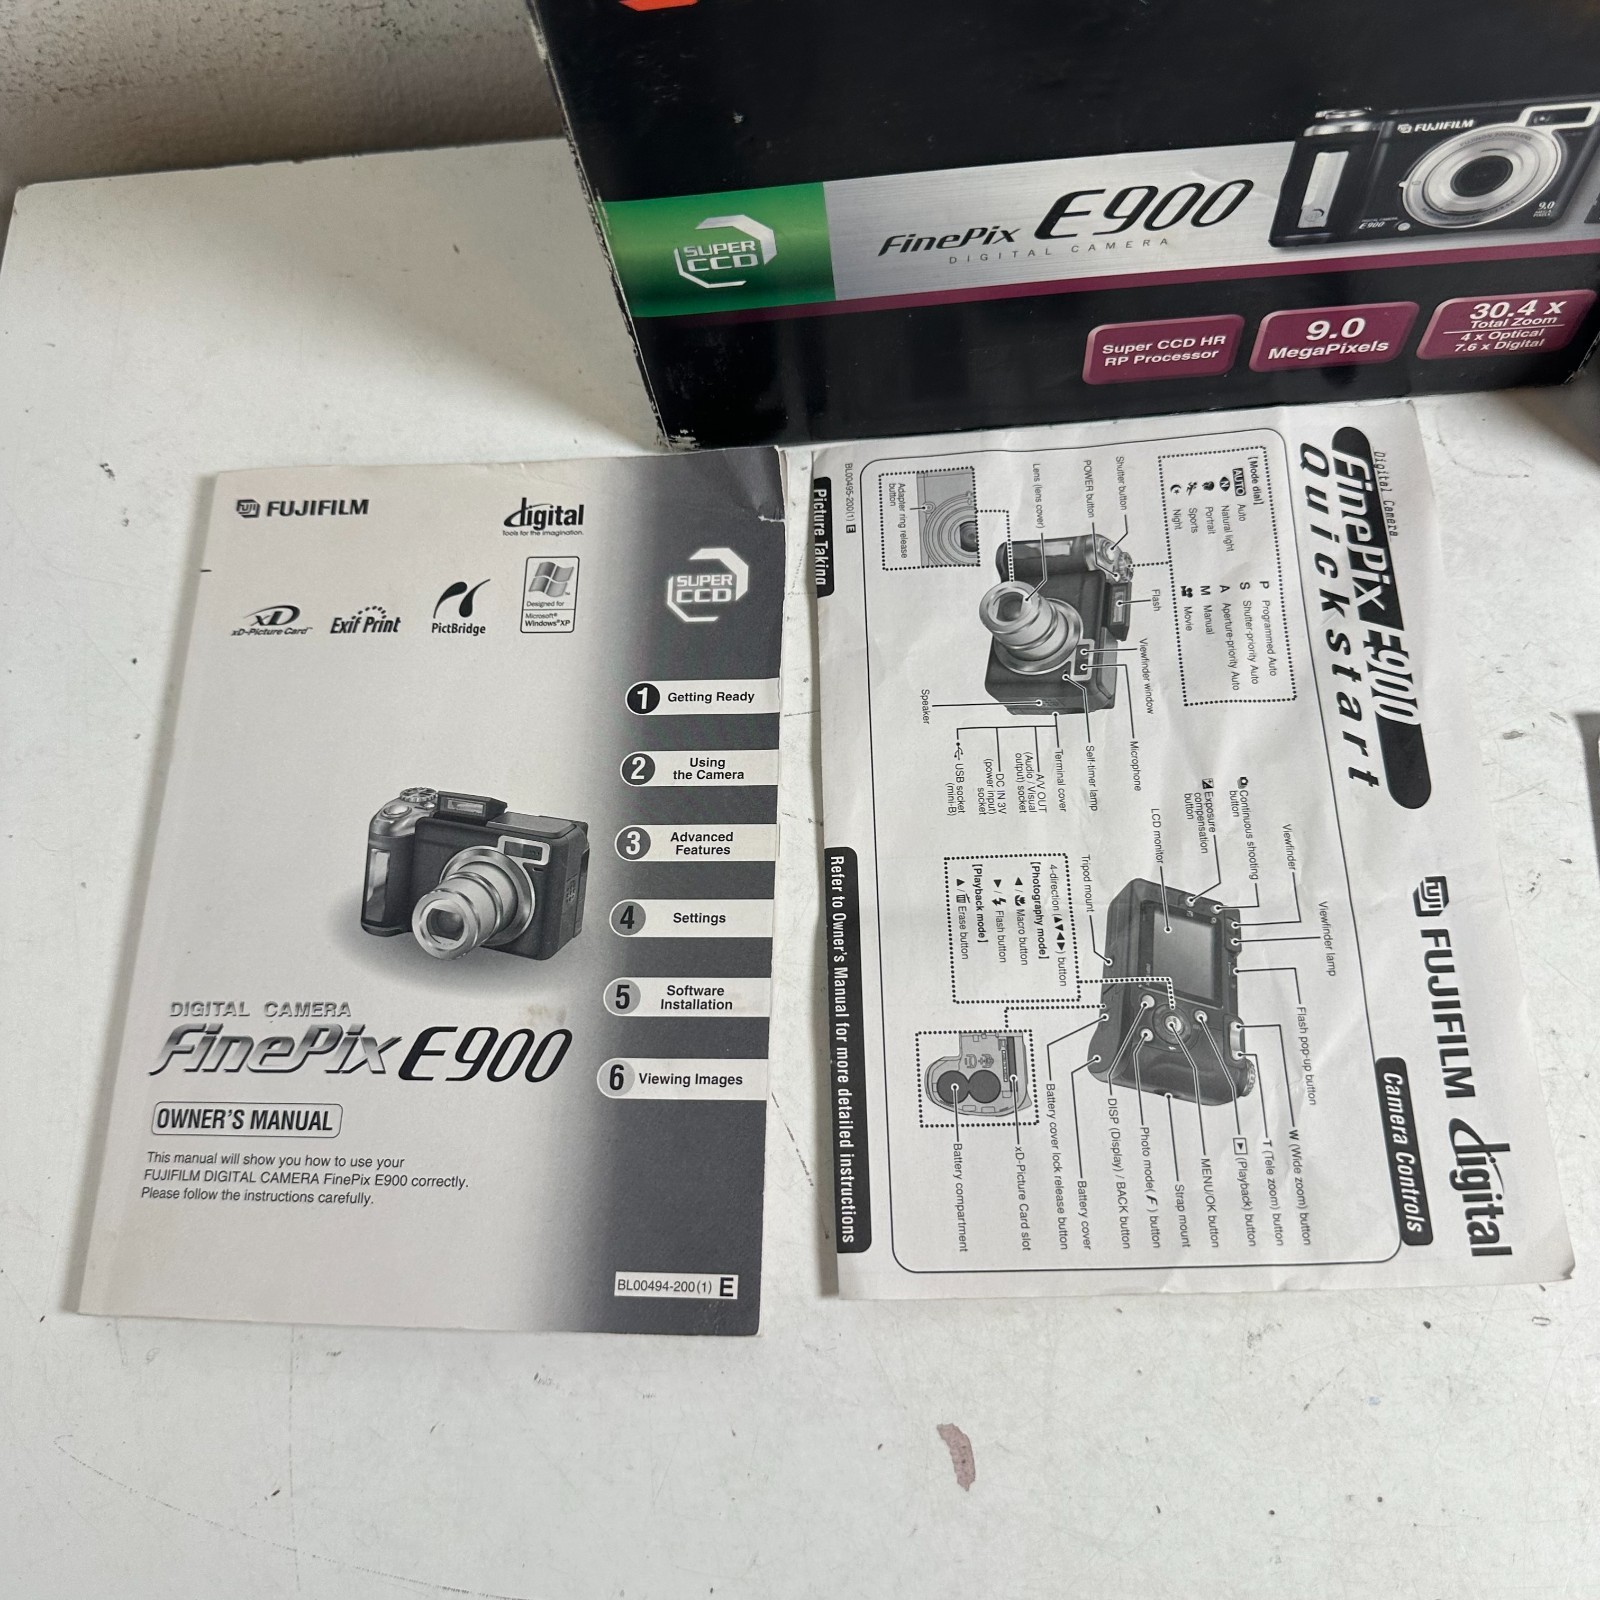 SUPER
CCD
FinePix E900
DIGITAL CAMERA
FUJIFILM
9.0
E900
Super CCD HR
RP Processor
9.0
MegaPixels
30.4 x
Total Zoom
4 x Optical
7.6 x Digital
FUJIFILM
digital
Tools for the imagination.
SUPER
CCD
xD
xD-Picture Card
Exif Print
PictBridge
Designed for
Microsoft®
Windows®XP
1 Getting Ready
2 Using
the Camera
3 Advanced
Features
4 Settings
5 Software
Installation
6 Viewing Images
DIGITAL CAMERA
FinePix E900
OWNER'S MANUAL
This manual will show you how to use your
FUJIFILM DIGITAL CAMERA FinePix E900 correctly.
Please follow the instructions carefully.
BL00494-200(1) E
Digital Camera
FinePix E900
Quick start
FUJIFILM digital
Camera Controls
[Mode dial]
AUTO Auto
Natural light
Portrait
Sports
Night
P Programmed Auto
S Shutter-priority Auto
A Aperture-priority Auto
M Manual
Movie
Shutter button
POWER button
Lens (lens cover)
Adapter ring release
button
Flash
Viewfinder window
Microphone
Self-timer lamp
Terminal cover
A/V OUT
(Audio / Visual
output) socket
DC IN 3V
(power input)
socket
USB socket
(mini-B)
Speaker
Continuous shooting
button
Exposure
compensation
button
LCD monitor
Viewfinder
Viewfinder lamp
Flash pop-up button
W (Wide zoom) button
T (Tele zoom) button
(Playback) button
MENU/OK button
Strap mount
Photo mode( F ) button
DISP (Display) / BACK button
Battery cover
Battery cover lock release button
xD-Picture Card slot
Battery compartment
Tripod mount
4-direction (▲▼◀▶) button
[Photography mode]
◀ / Macro button
▶ / Flash button
[Playback mode]
▲ / Erase button
BL00495-200(1) E
Picture Taking
Refer to Owner's Manual for more detailed instructions